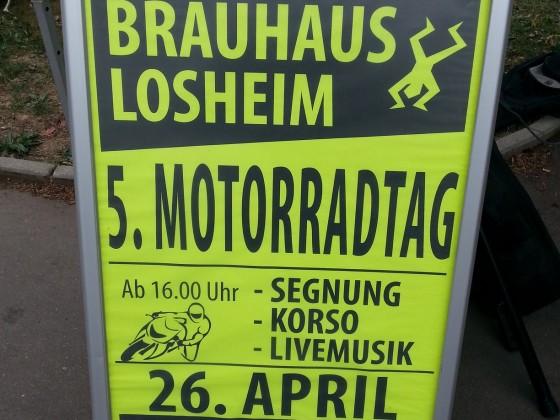 BRAUHAUS
LOSHEIM
5. MOTORRADTAG
Ab 16.00 Uhr - SEGNUNG
- KORSO
- LIVEMUSIK
26. APRIL